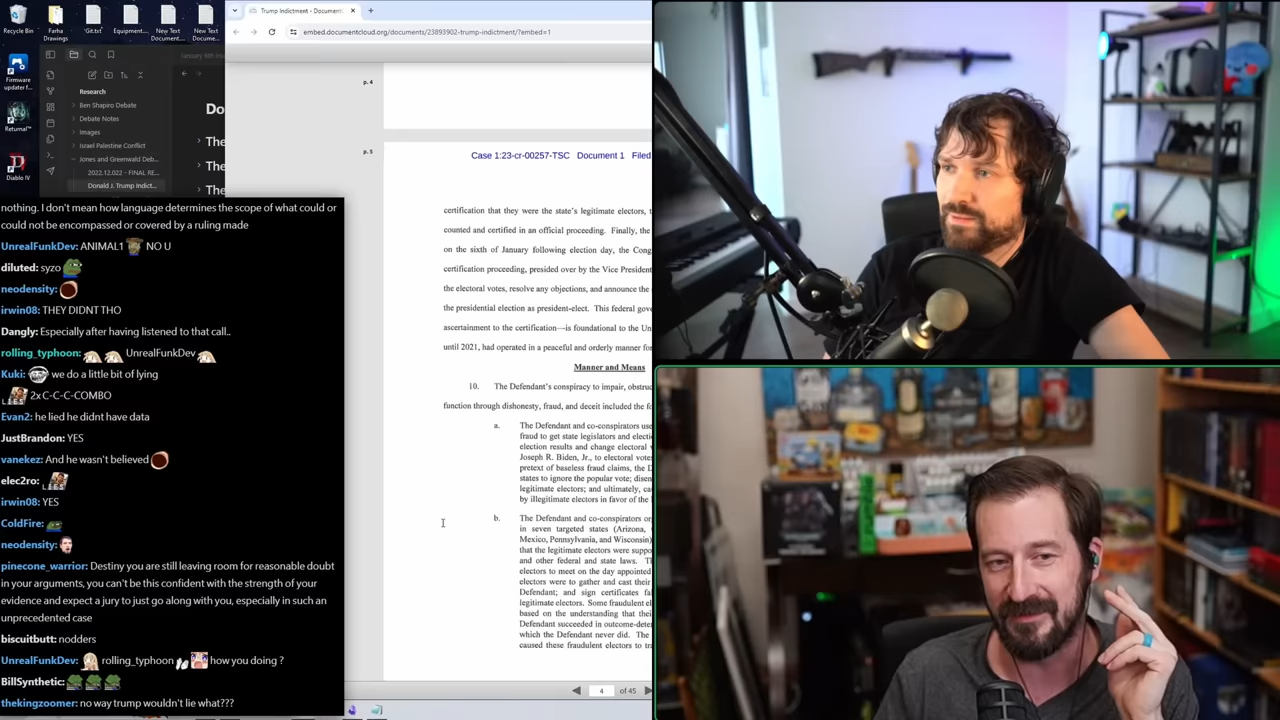 Recycle Bin
Farha Drawings
'Git.txt
Equipment...
New Text Document...
New Text Document...
Firmware updater f...
Returnal™
Diablo IV
Research
Ben Shapiro Debate
Debate Notes
Images
Israel Palestine Conflict
Jones and Greenwald Deb...
2022.12.022 - FINAL RE...
Donald J. Trump Indict...
Do
The
The
The
Trump Indictment - Document
embed.documentcloud.org/documents/23893902-trump-indictment/?embed=1
p. 4
p. 5
Case 1:23-cr-00257-TSC Document 1 Filed
certification that they were the state's legitimate electors, t
counted and certified in an official proceeding. Finally, the
on the sixth of January following election day, the Cong
certification proceeding, presided over by the Vice President
the electoral votes, resolve any objections, and announce the
the presidential election as president-elect. This federal gove
ascertainment to the certification—is foundational to the Un
until 2021, had operated in a peaceful and orderly manner for
Manner and Means
10. The Defendant's conspiracy to impair, obstruc
function through dishonesty, fraud, and deceit included the fo
a. The Defendant and co-conspirators use
fraud to get state legislators and electi
election results and change electoral v
Joseph R. Biden, Jr., to electoral votes
pretext of baseless fraud claims, the D
states to ignore the popular vote; disen
legitimate electors; and ultimately, ca
by illegitimate electors in favor of the
b. The Defendant and co-conspirators or
in seven targeted states (Arizona,
Mexico, Pennsylvania, and Wisconsin)
that the legitimate electors were suppo
and other federal and state laws. T
electors to meet on the day appointed
electors were to gather and cast their
Defendant; and sign certificates fa
legitimate electors. Some fraudulent el
based on the understanding that thei
Defendant succeeded in outcome-deter
which the Defendant never did. The
caused these fraudulent electors to tra
4 of 45
nothing. I don't mean how language determines the scope of what could or
could not be encompassed or covered by a ruling made
UnrealFunkDev: ANIMAL1 NO U
diluted: syzo
neodensity:
irwin08: THEY DIDNT THO
Dangly: Especially after having listened to that call..
rolling_typhoon: UnrealFunkDev
Kuki: we do a little bit of lying
2x C-C-C-COMBO
Evan2: he lied he didnt have data
JustBrandon: YES
vanekez: And he wasn't believed
elec2ro:
irwin08: YES
ColdFire:
neodensity:
pinecone_warrior: Destiny you are still leaving room for reasonable doubt
in your arguments, you can't be this confident with the strength of your
evidence and expect a jury to just go along with you, especially in such an
unprecedented case
biscuitbutt: nodders
UnrealFunkDev: rolling_typhoon how you doing ?
BillSynthetic:
thekingzoomer: no way trump wouldn't lie what???